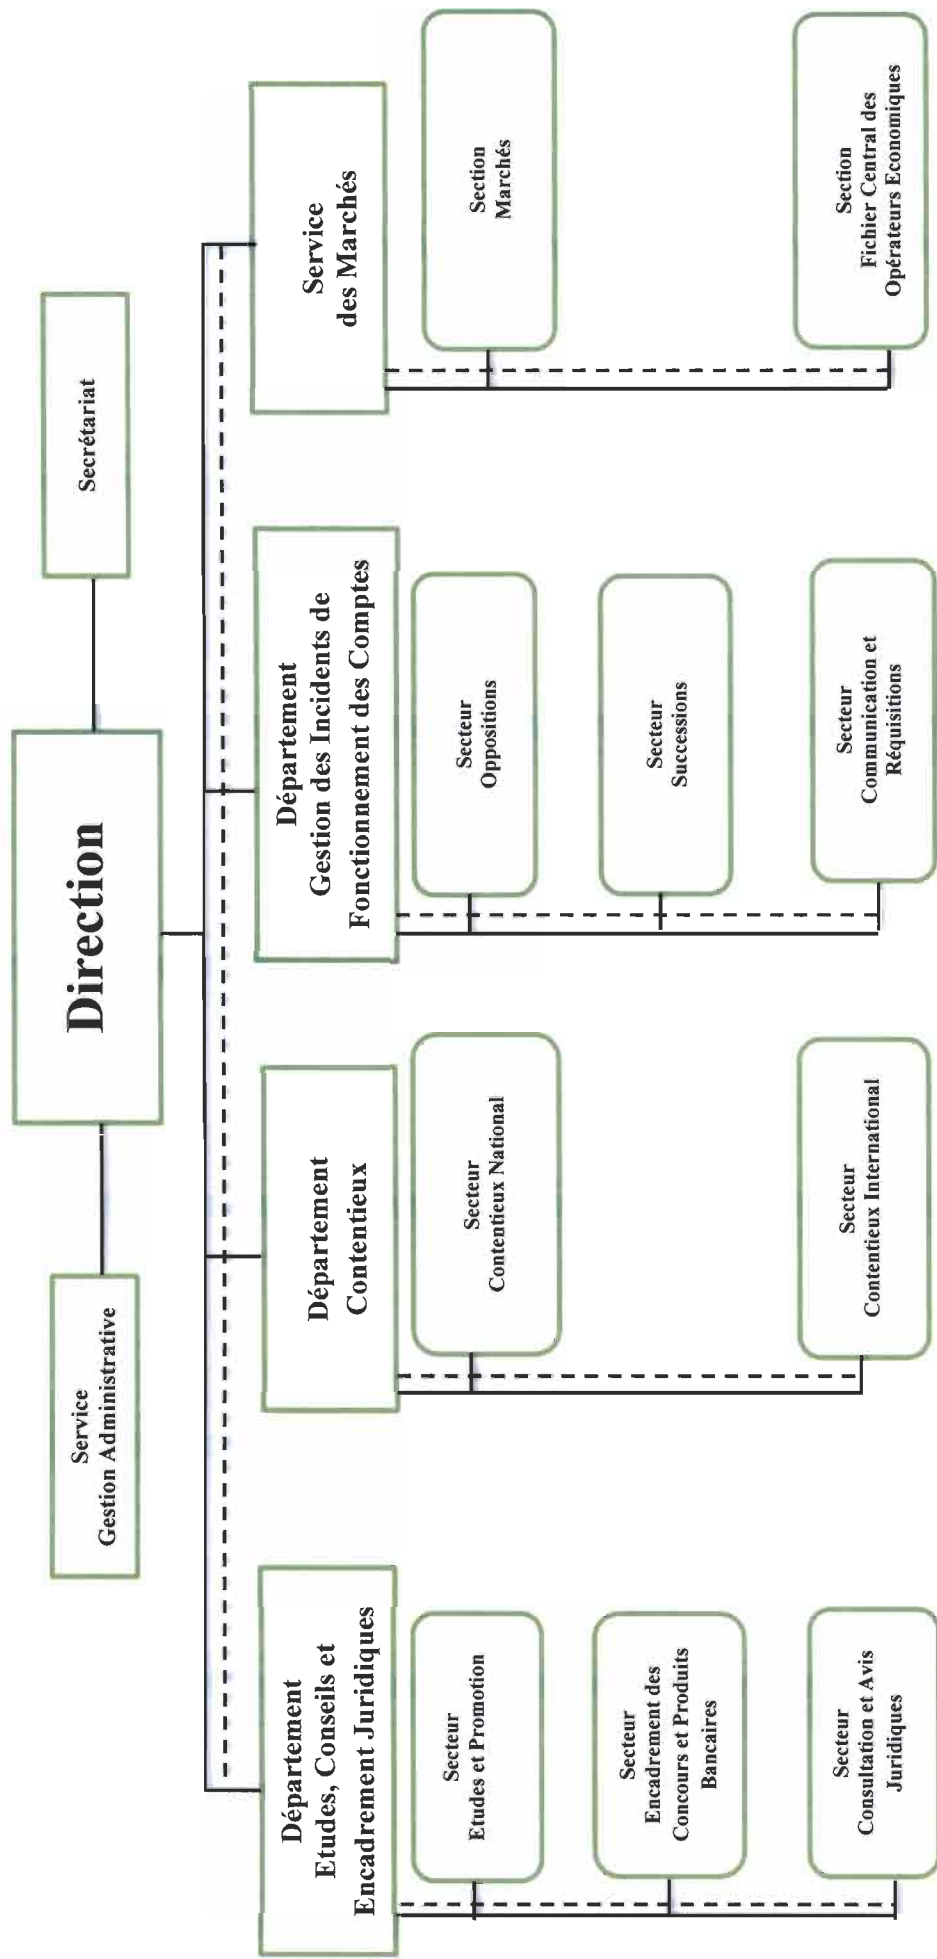 Direction
Service
Gestion Administrative
Secrétariat
Département
Etudes, Conseils et
Encadrement Juridiques
Secteur
Etudes et Promotion
Secteur
Encadrement des
Concours et Produits
Bancaires
Secteur
Consultation et Avis
Juridiques
Département
Contentieux
Secteur
Contentieux National
Secteur
Contentieux International
Département
Gestion des Incidents de
Fonctionnement des Comptes
Secteur
Oppositions
Secteur
Successions
Secteur
Communication et
Réquisitions
Service
des Marchés
Section
Marchés
Section
Fichier Central des
Opérateurs Economiques